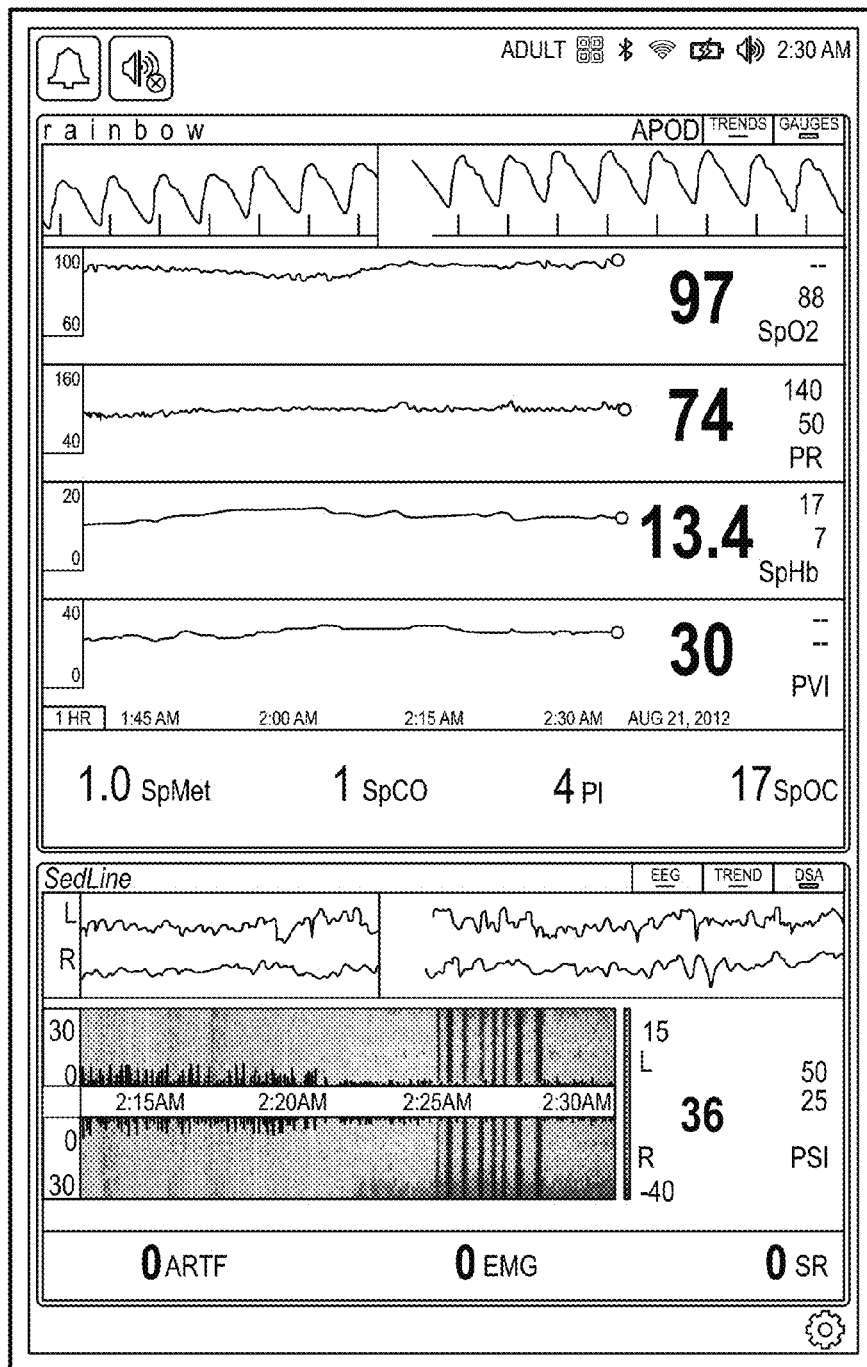 ADULT 2:30 AM
rainbow APOD TRENDS GAUGES
100
60
97
--
88
SpO2
160
40
74
140
50
PR
20
0
13.4
17
7
SpHb
40
0
30
--
--
PVI
1 HR 1:45 AM 2:00 AM 2:15 AM 2:30 AM AUG 21, 2012
1.0 SpMet 1 SpCO 4 PI 17 SpOC
SedLine EEG TREND DSA
L
R
30
0
2:15AM 2:20AM 2:25AM 2:30AM
0
30
15
L
R
-40
36
50
25
PSI
0 ARTF 0 EMG 0 SR